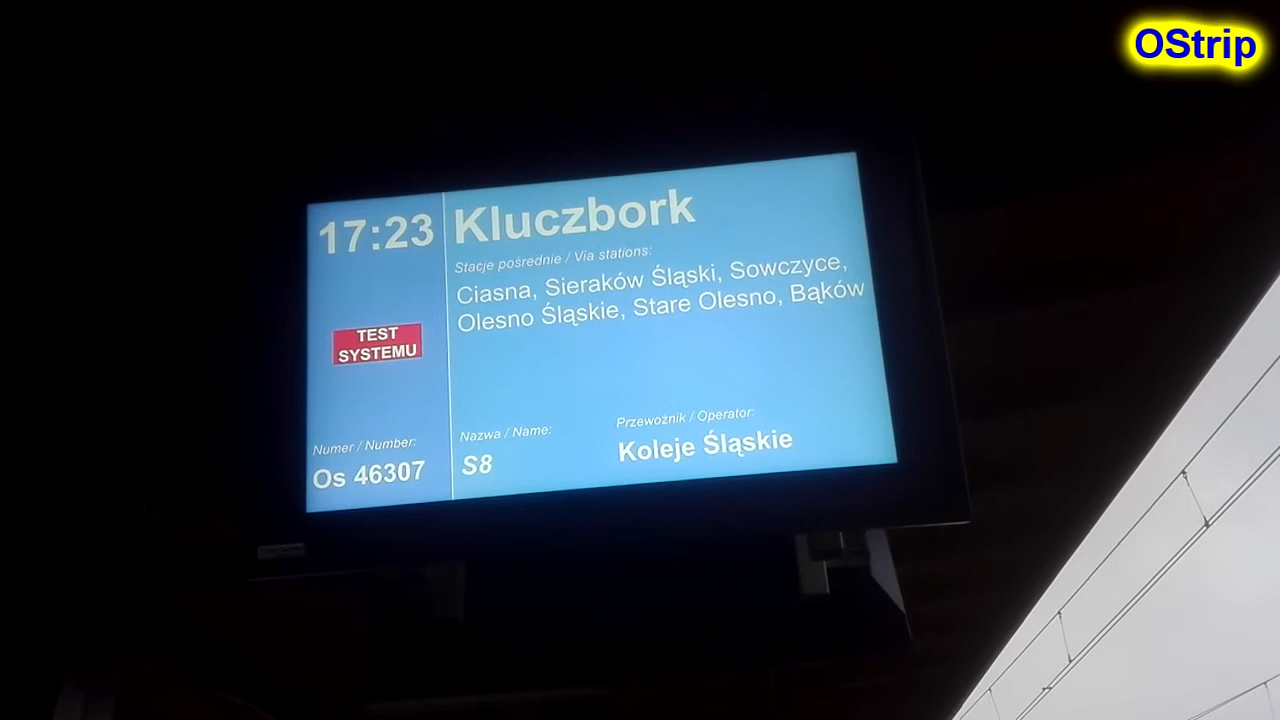 OStrip
17:23
Kluczbork
Stacje pośrednie / Via stations:
Ciasna, Sieraków Śląski, Sowczyce,
Olesno Śląskie, Stare Olesno, Bąków
TEST
SYSTEMU
Numer / Number:
Os 46307
Nazwa / Name:
S8
Przewoźnik / Operator:
Koleje Śląskie